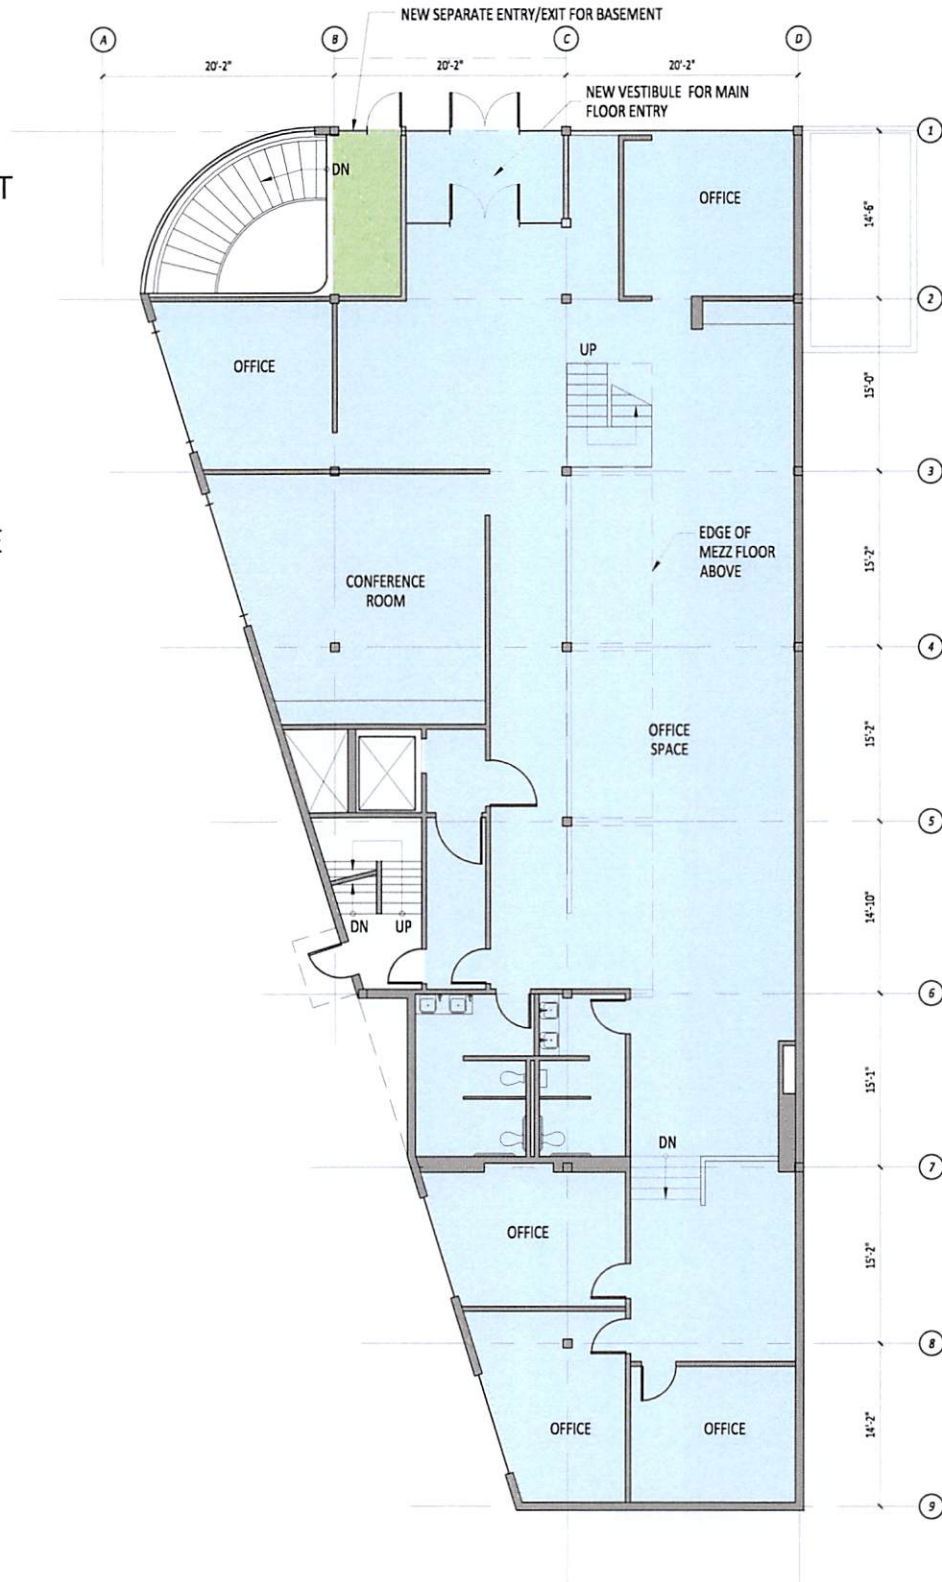 NEW SEPARATE ENTRY/EXIT FOR BASEMENT
A
B
C
D
20'-2"
20'-2"
20'-2"
NEW VESTIBULE FOR MAIN
FLOOR ENTRY
1
T
DN
OFFICE
14'-6"
2
OFFICE
UP
15'-0"
3
EDGE OF
MEZZ FLOOR
ABOVE
15'-2"
CONFERENCE
ROOM
4
OFFICE
SPACE
15'-2"
5
14'-10"
DN
UP
6
15'-1"
DN
7
OFFICE
15'-2"
8
OFFICE
OFFICE
14'-2"
9